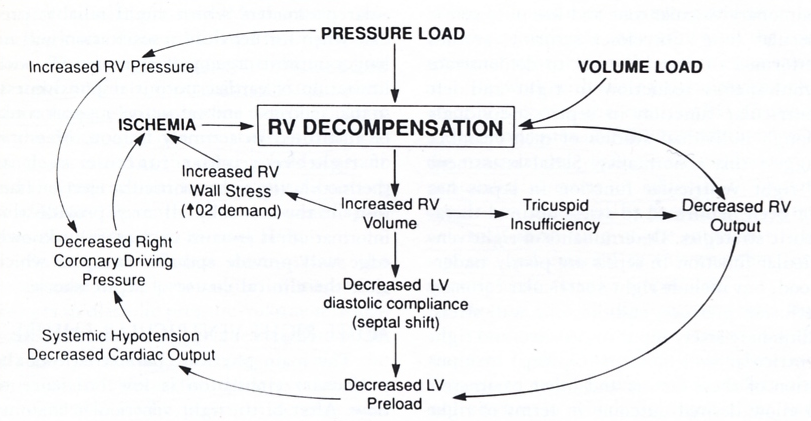 PRESSURE LOAD
Increased RV Pressure
VOLUME LOAD
ISCHEMIA
RV DECOMPENSATION
Increased RV
Wall Stress
(↑02 demand)
Increased RV
Volume
Tricuspid
Insufficiency
Decreased RV
Output
Decreased Right
Coronary Driving
Pressure
Decreased LV
diastolic compliance
(septal shift)
Systemic Hypotension
Decreased Cardiac Output
Decreased LV
Preload